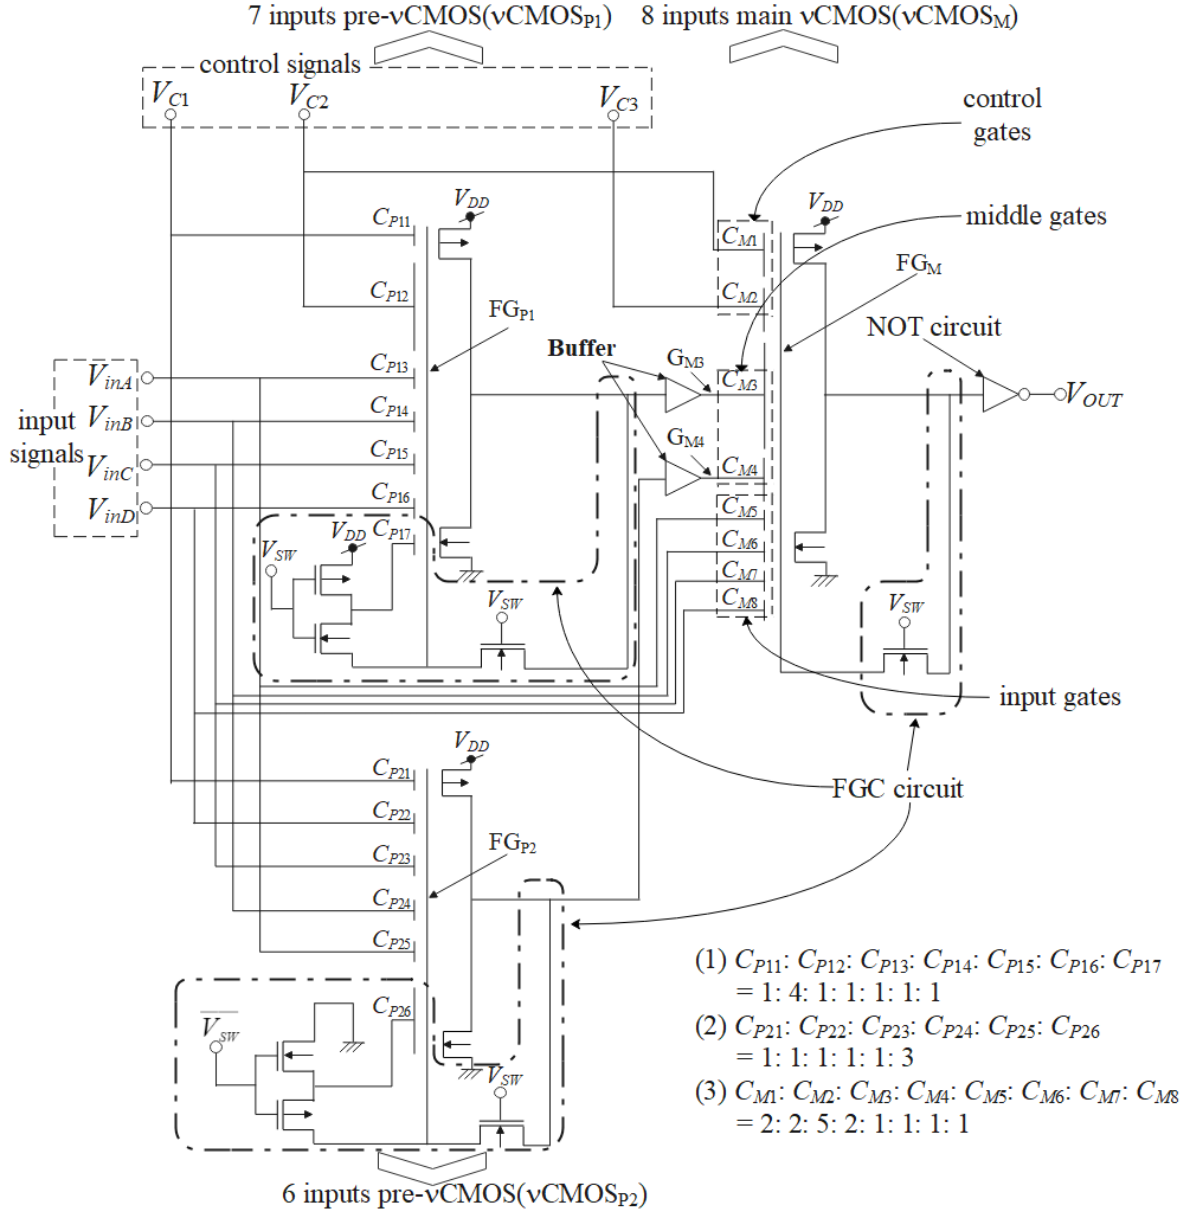 7 inputs pre-νCMOS(νCMOSP1)
8 inputs main νCMOS(νCMOSM)
control signals
VC1
VC2
VC3
control
gates
middle gates
VDD
VDD
CP11
CP12
CP13
CP14
CP15
CP16
CP17
CM1
CM2
CM3
CM4
CM5
CM6
CM7
CM8
FGP1
FGM
NOT circuit
Buffer
GM3
GM4
VOUT
VinA
VinB
VinC
VinD
input
signals
VDD
VSW
VSW
VSW
input gates
FGC circuit
VDD
CP21
CP22
CP23
CP24
CP25
CP26
FGP2
V̅SW
VSW
(1) CP11: CP12: CP13: CP14: CP15: CP16: CP17
= 1: 4: 1: 1: 1: 1: 1
(2) CP21: CP22: CP23: CP24: CP25: CP26
= 1: 1: 1: 1: 1: 3
(3) CM1: CM2: CM3: CM4: CM5: CM6: CM7: CM8
= 2: 2: 5: 2: 1: 1: 1: 1
6 inputs pre-νCMOS(νCMOSP2)